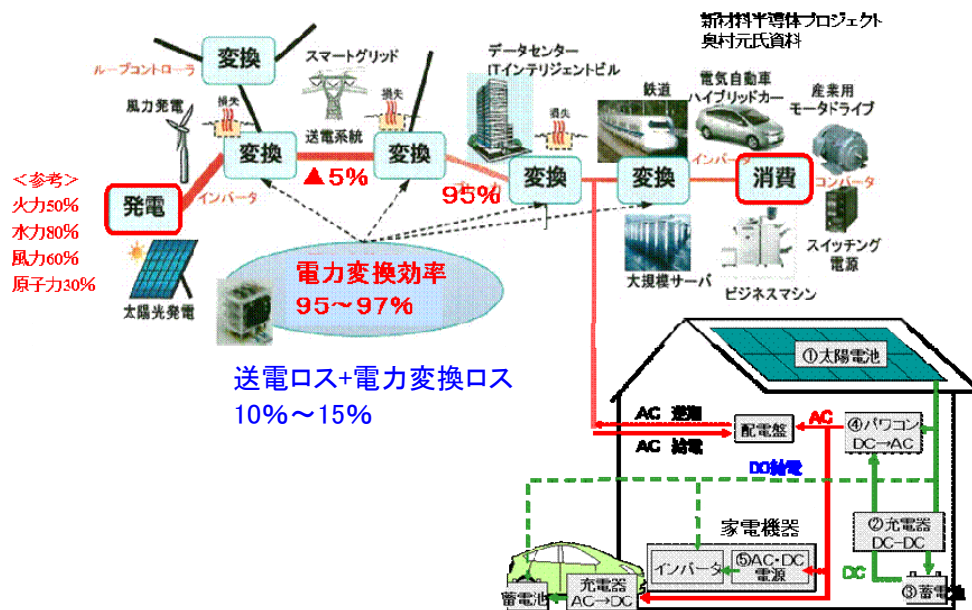 新材料半導体プロジェクト
奥村元氏資料
変換
ループコントローラ
スマートグリッド
データセンター
ITインテリジェントビル
鉄道
電気自動車
ハイブリッドカー
産業用
モータドライブ
風力発電
損失
変換
送電系統
損失
変換
損失
変換
変換
インバータ
消費
コンバータ
<参考>
火力50%
水力80%
風力60%
原子力30%
発電
インバータ
▲5%
95%
電力変換効率
95~97%
太陽光発電
大規模サーバ
ビジネスマシン
スイッチング
電源
送電ロス+電力変換ロス
10%~15%
①太陽電池
AC 逆潮
AC 給電
配電盤
AC
④パワコン
DC→AC
DC給電
家電機器
②充電器
DC-DC
インバータ
⑤AC・DC
電源
DC
③蓄電池
蓄電池
充電器
AC→DC